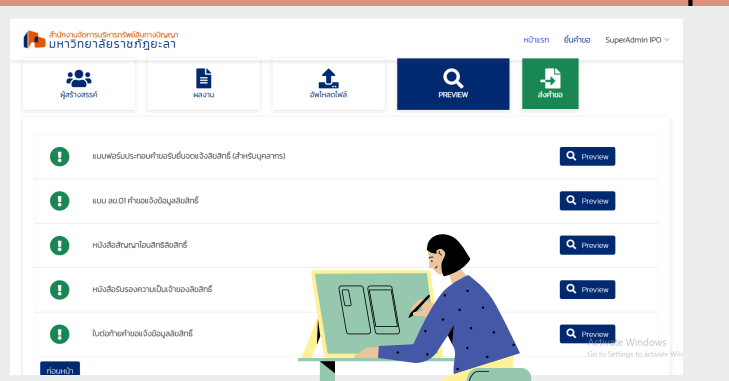 สำนักงานจัดการบริหารทรัพย์สินทางปัญญา
มหาวิทยาลัยราชภัฏยะลา
หน้าแรก ยื่นคำขอ SuperAdmin IPO
ผู้สร้างสรรค์ ผลงาน อัพโหลดไฟล์ PREVIEW ส่งคำขอ
แบบฟอร์มประกอบคำขอรับยื่นจดแจ้งลิขสิทธิ์ (สำหรับบุคลากร) Preview
แบบ ลข.01 คำขอแจ้งข้อมูลลิขสิทธิ์ Preview
หนังสือสัญญาโอนสิทธิลิขสิทธิ์ Preview
หนังสือรับรองความเป็นเจ้าของลิขสิทธิ์ Preview
ใบต่อท้ายคำขอแจ้งข้อมูลลิขสิทธิ์ Preview
ก่อนหน้า
Activate Windows
Go to Settings to activate Win